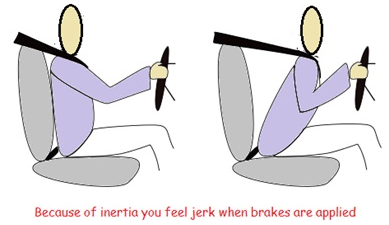 Because of inertia you feel jerk when brakes are applied